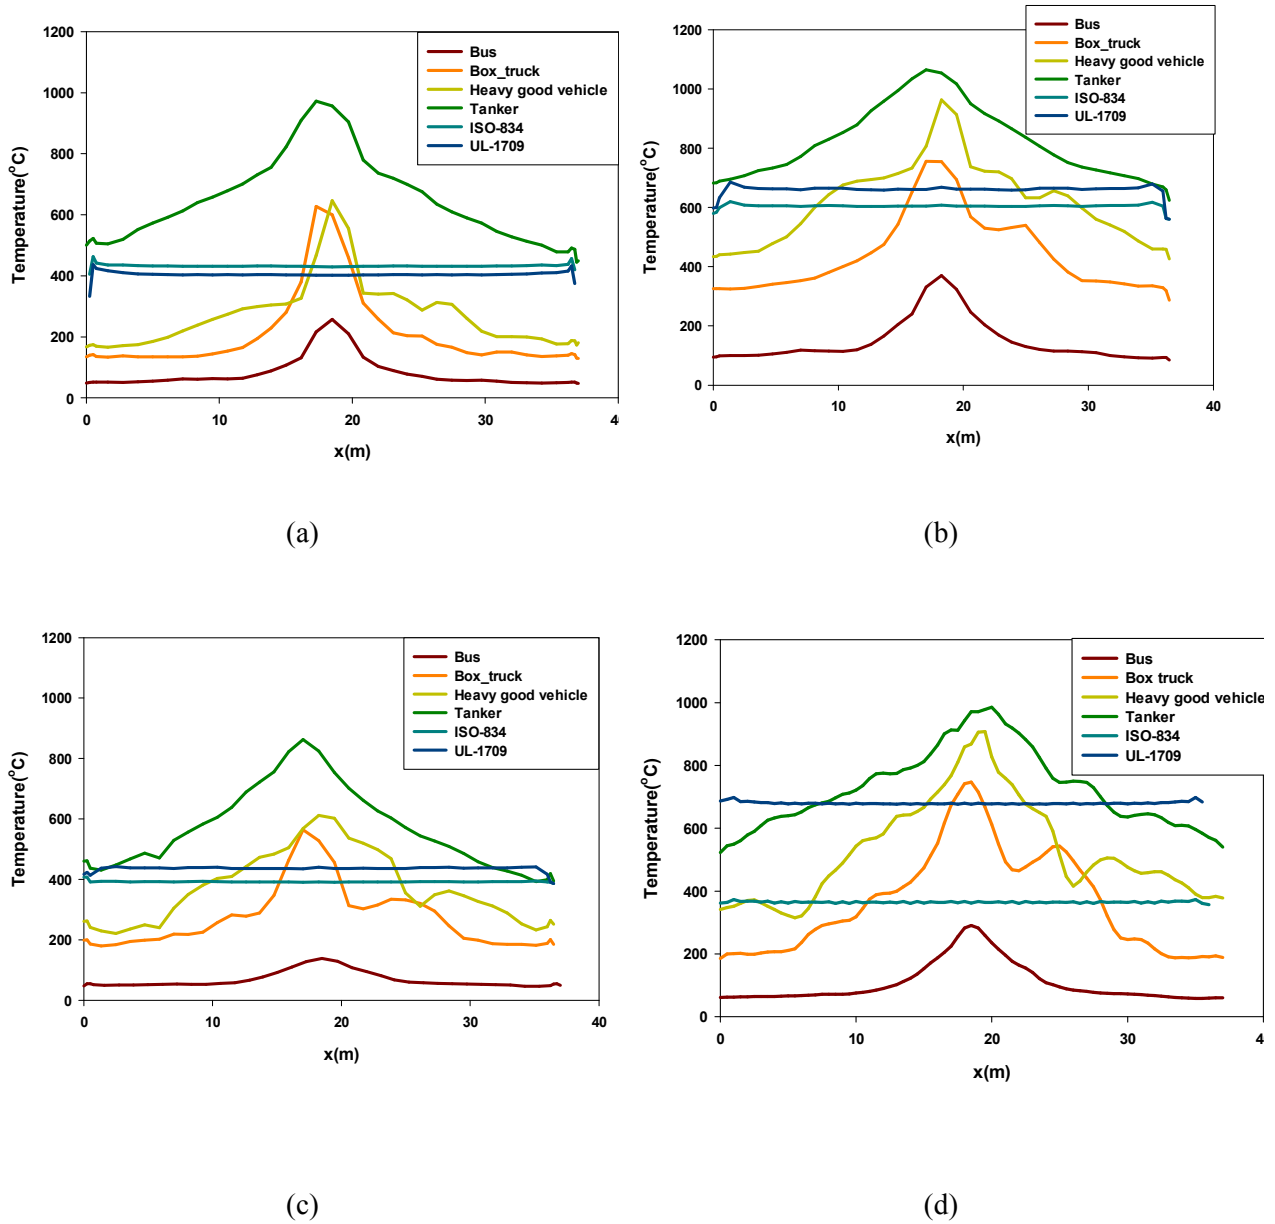 1200
1000
800
600
400
200
0
Temperature(°C)
0 10 20 30 40
x(m)
Bus
Box_truck
Heavy good vehicle
Tanker
ISO-834
UL-1709
(a)
1200
1000
800
600
400
200
0
Temperature(°C)
0 10 20 30 40
x(m)
Bus
Box_truck
Heavy good vehicle
Tanker
ISO-834
UL-1709
(b)
1200
1000
800
600
400
200
0
Temperature(°C)
0 10 20 30 40
x(m)
Bus
Box_truck
Heavy good vehicle
Tanker
ISO-834
UL-1709
(c)
1200
1000
800
600
400
200
0
Temperature(°C)
0 10 20 30
x(m)
Bus
Box truck
Heavy good vehicle
Tanker
ISO-834
UL-1709
(d)